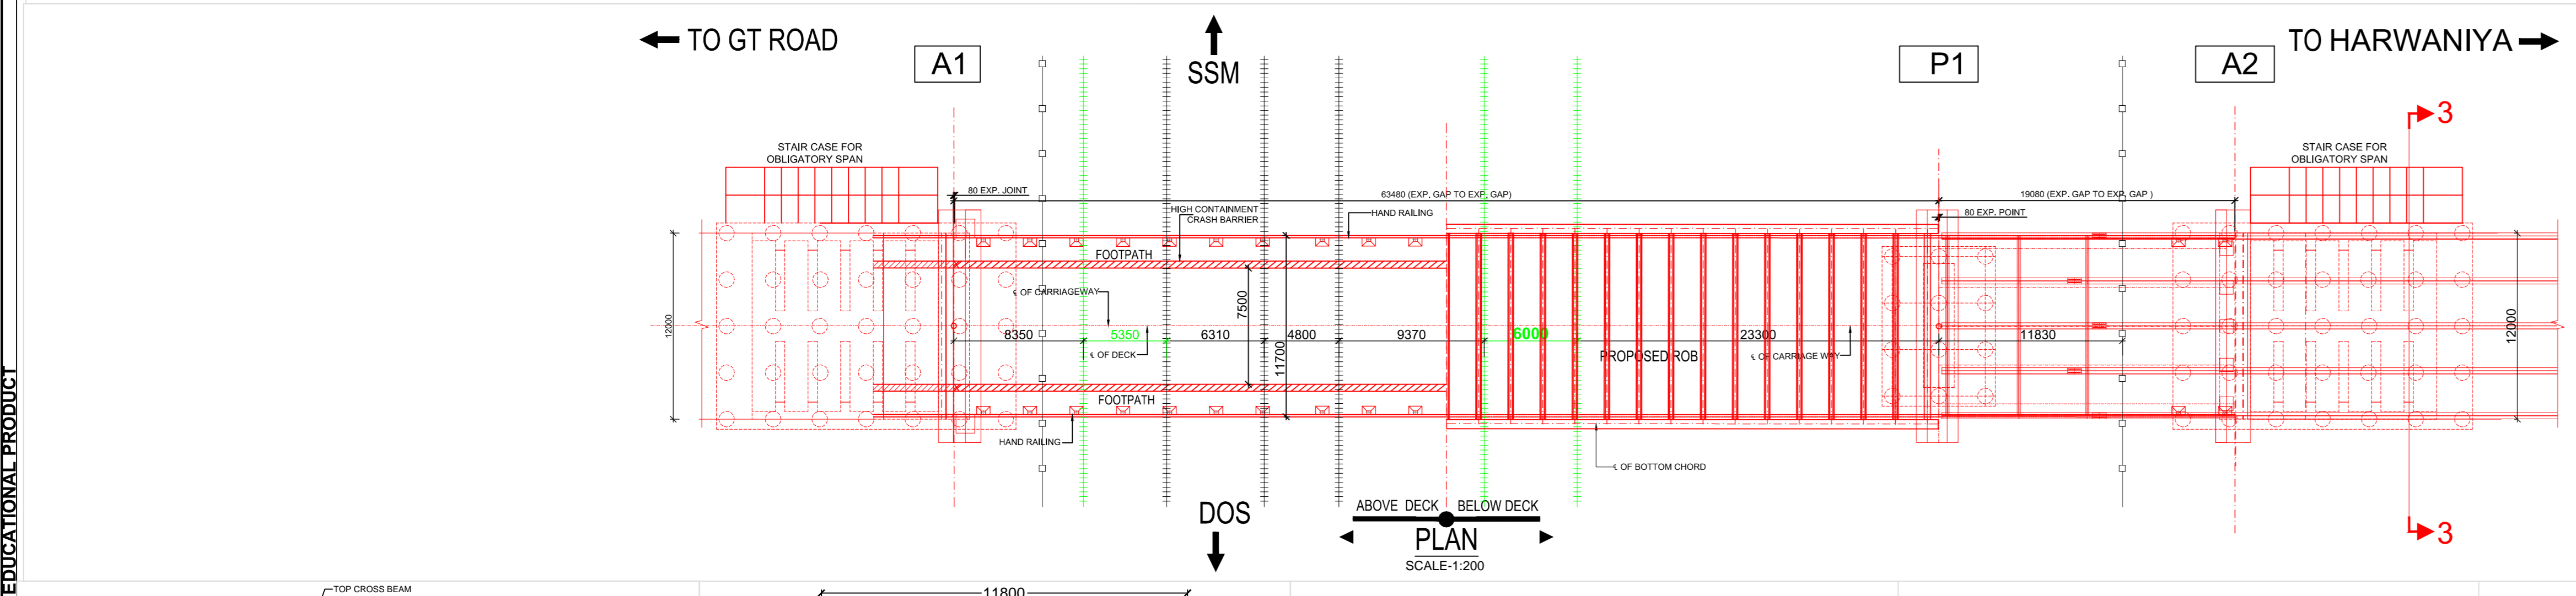 TO GT ROAD
A1
SSM
P1
A2
TO HARWANIYA
3
STAIR CASE FOR
OBLIGATORY SPAN
80 EXP. JOINT
63480 (EXP. GAP TO EXP. GAP)
19080 (EXP. GAP TO EXP. GAP )
STAIR CASE FOR
OBLIGATORY SPAN
HIGH CONTAINMENT
CRASH BARRIER
HAND RAILING
80 EXP. POINT
FOOTPATH
℄ OF CARRIAGEWAY
7500
12000
12000
8350
5350
6310
4800
9370
6000
23300
11830
℄ OF DECK
11700
PROPOSED ROB
℄ OF CARRIAGE WAY
FOOTPATH
HAND RAILING
℄ OF BOTTOM CHORD
DOS
ABOVE DECK
BELOW DECK
PLAN
SCALE-1:200
3
EDUCATIONAL PRODUCT
TOP CROSS BEAM
11800